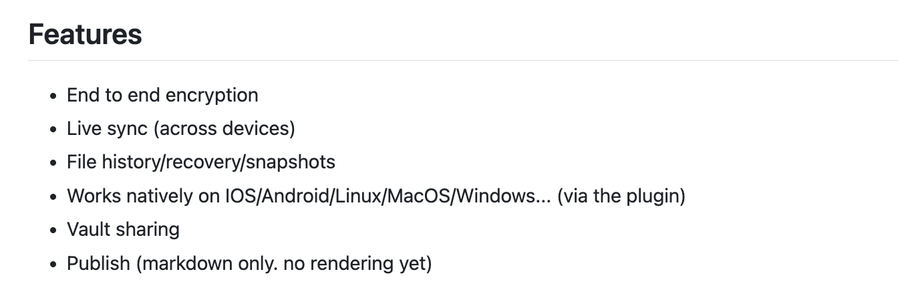 Features
• End to end encryption
• Live sync (across devices)
• File history/recovery/snapshots
• Works natively on IOS/Android/Linux/MacOS/Windows... (via the plugin)
• Vault sharing
• Publish (markdown only. no rendering yet)